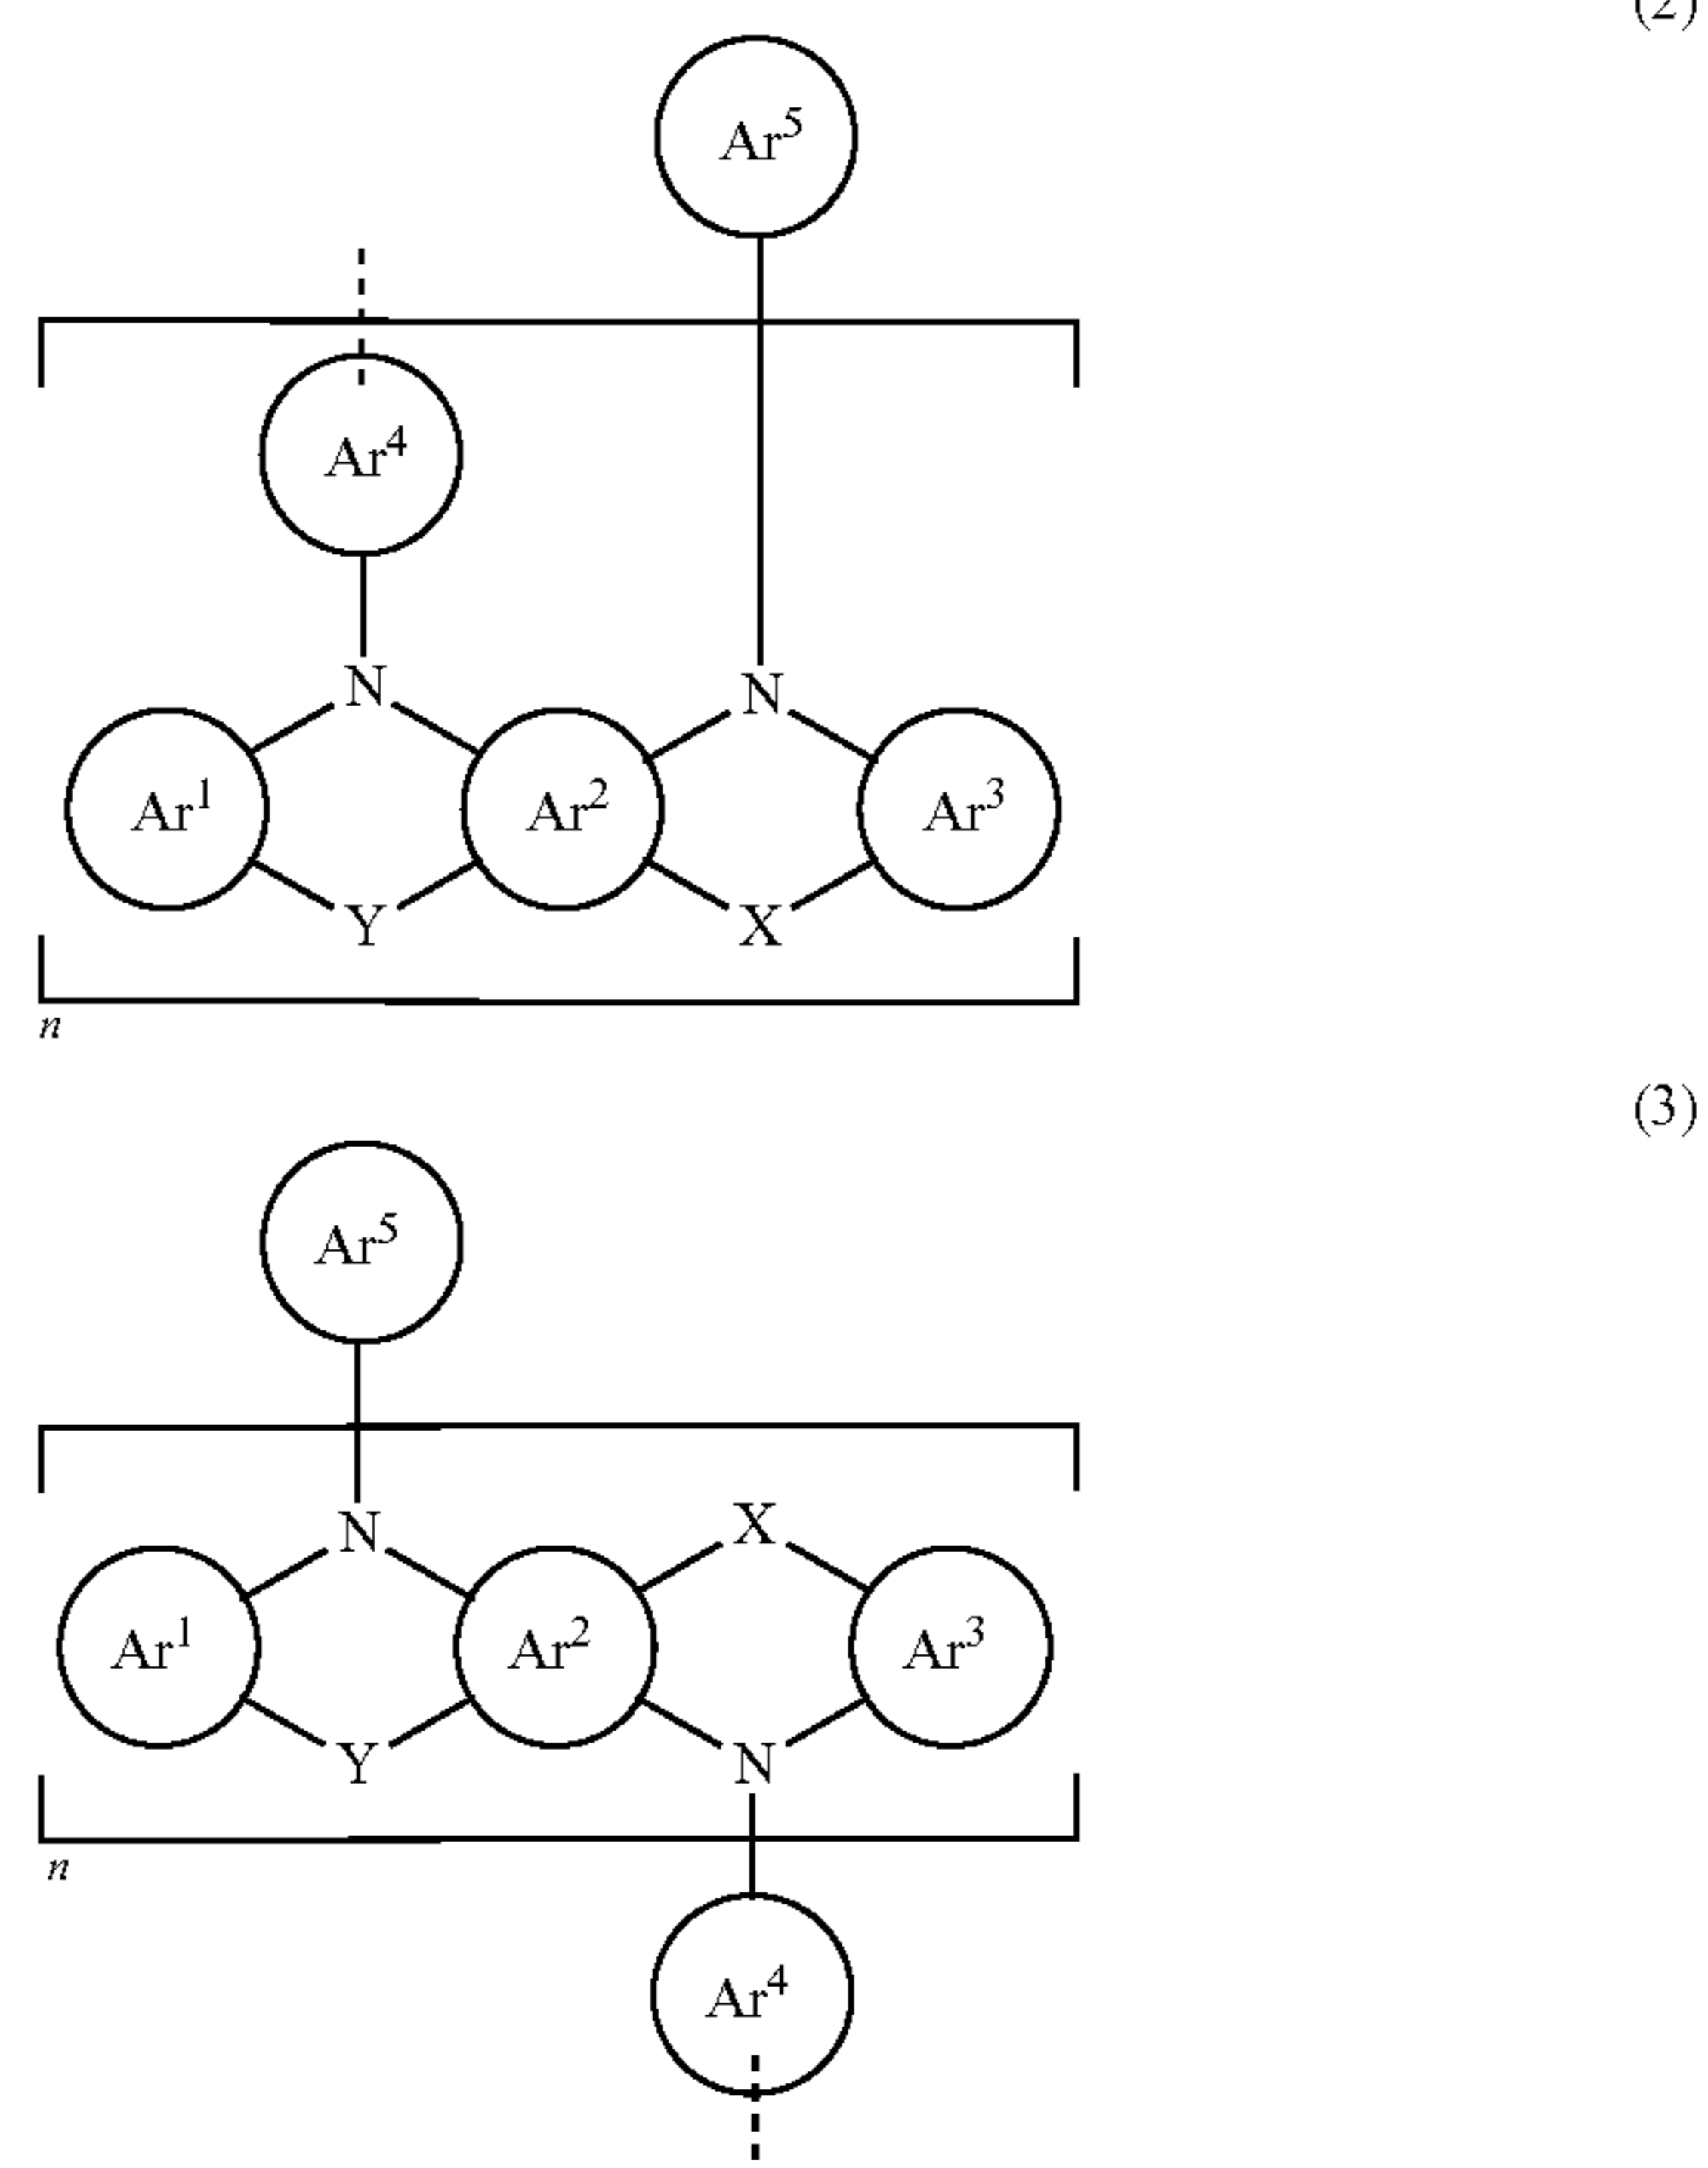 (2)
Ar⁵
Ar⁴
N N
Ar¹ Ar² Ar³
Y X
n
(3)
Ar⁵
N X
Ar¹ Ar² Ar³
Y N
n
Ar⁴